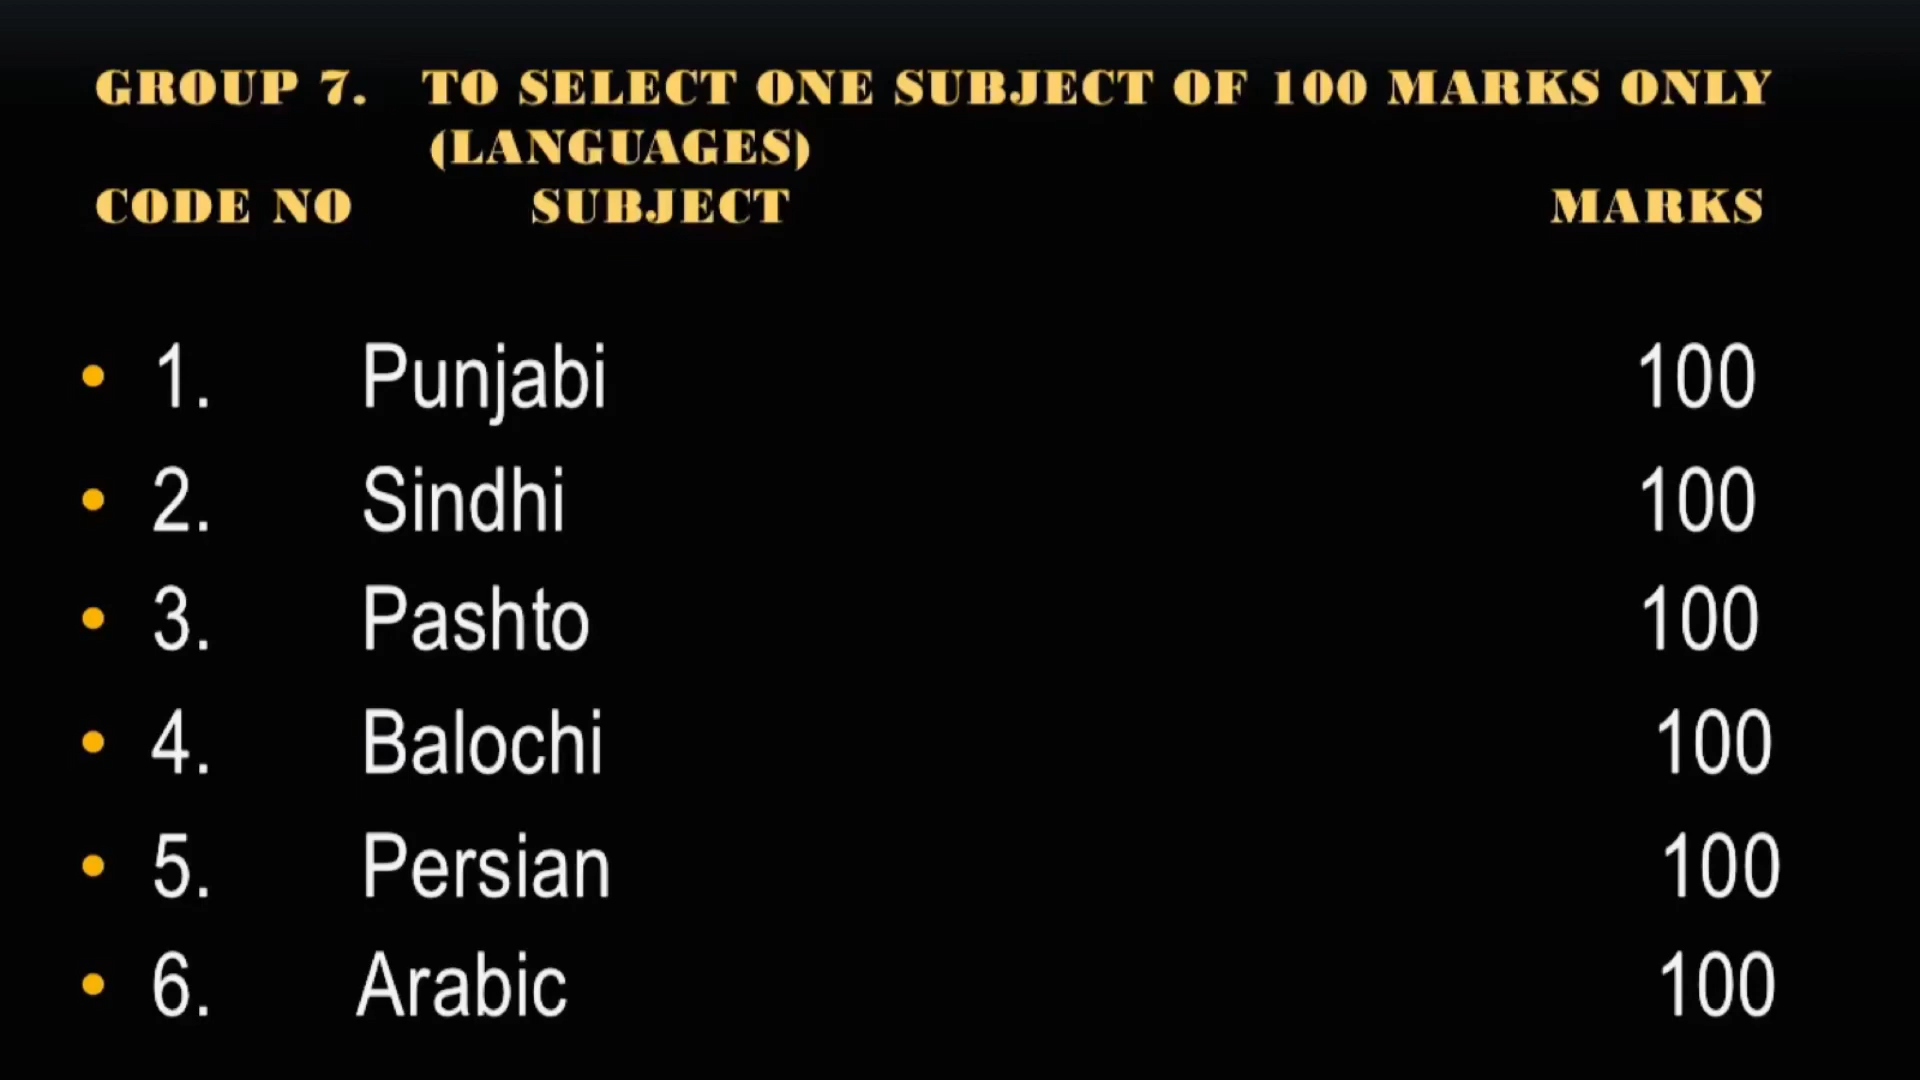 GROUP 7. TO SELECT ONE SUBJECT OF 100 MARKS ONLY
(LANGUAGES)
CODE NO SUBJECT MARKS
• 1. Punjabi 100
• 2. Sindhi 100
• 3. Pashto 100
• 4. Balochi 100
• 5. Persian 100
• 6. Arabic 100